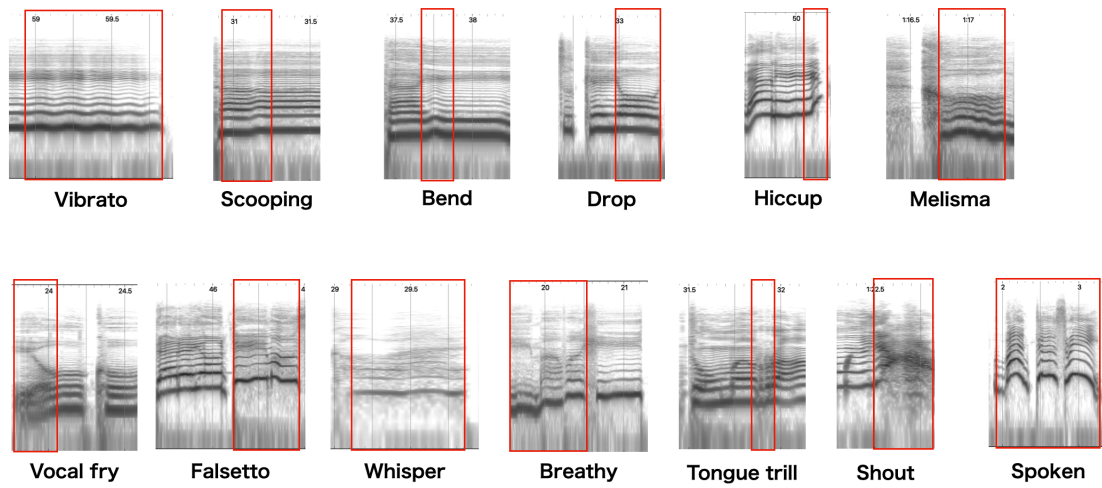 59 59.5
31 31.5
37.5 38
33
50
1:16.5 1:17
Vibrato
Scooping
Bend
Drop
Hiccup
Melisma
24 24.5
46 4
29 29.5
20 21
31.5 32
2 3
Vocal fry
Falsetto
Whisper
Breathy
Tongue trill
Shout
Spoken